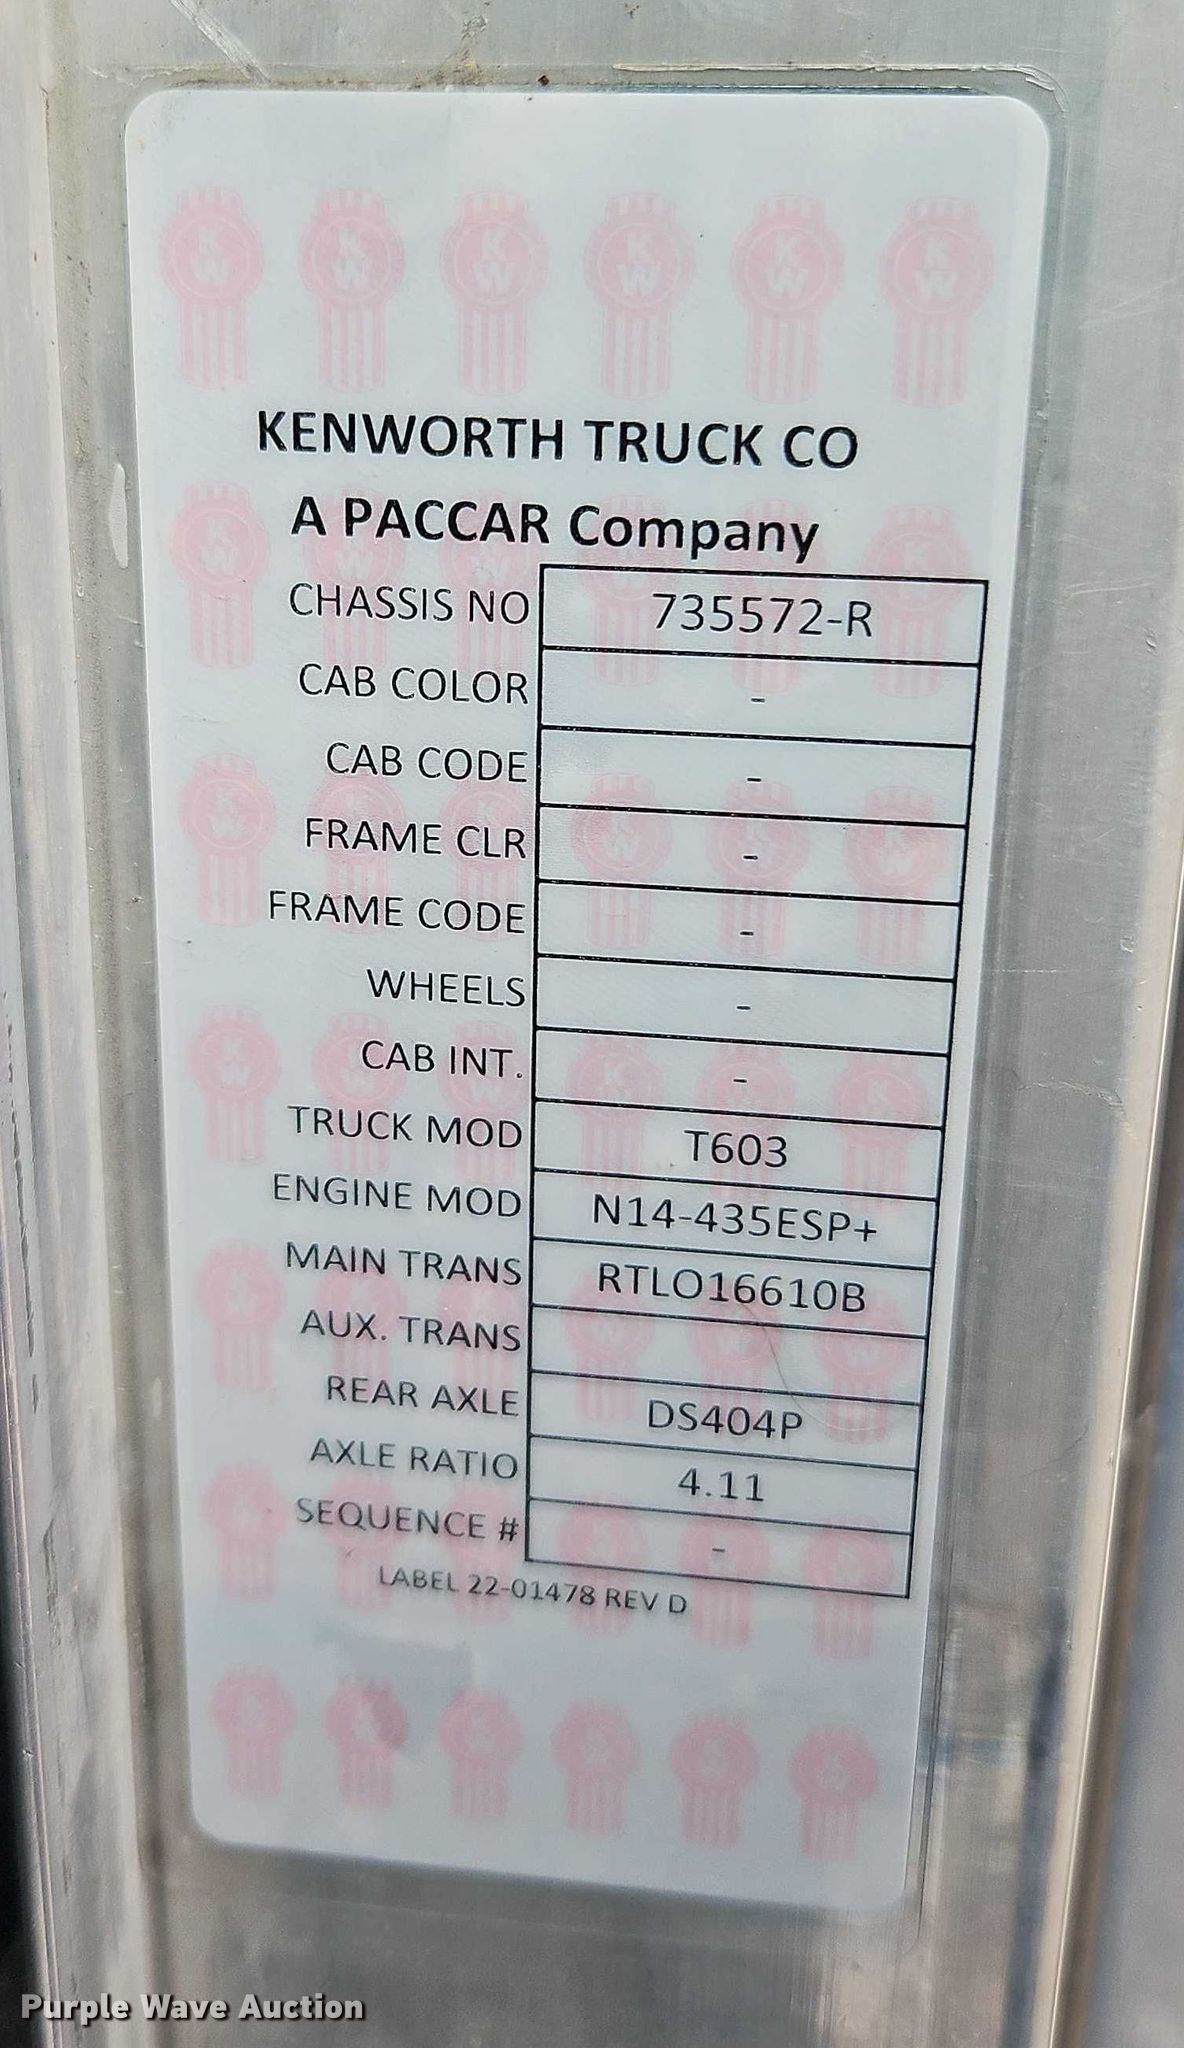 KENWORTH TRUCK CO
A PACCAR Company
CHASSIS NO 735572-R
CAB COLOR -
CAB CODE -
FRAME CLR -
FRAME CODE -
WHEELS -
CAB INT. -
TRUCK MOD T603
ENGINE MOD N14-435ESP+
MAIN TRANS RTLO16610B
AUX. TRANS
REAR AXLE DS404P
AXLE RATIO 4.11
SEQUENCE # -
LABEL 22-01478 REV D
Purple Wave Auction